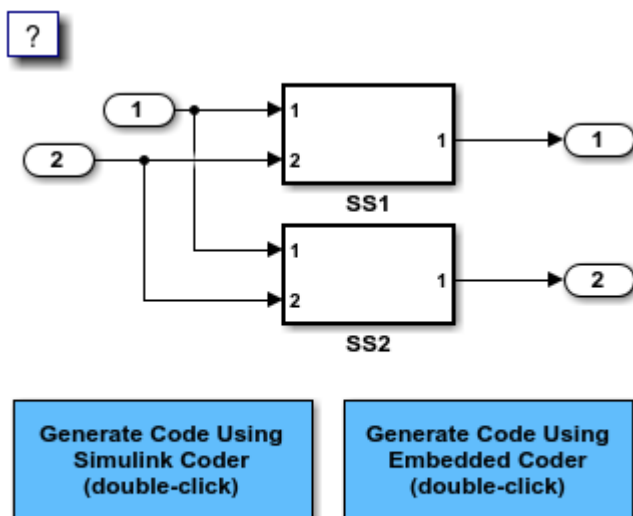 ?
1
1
2
2
1
1
SS1
1
2
1
2
SS2
Generate Code Using
Simulink Coder
(double-click)
Generate Code Using
Embedded Coder
(double-click)